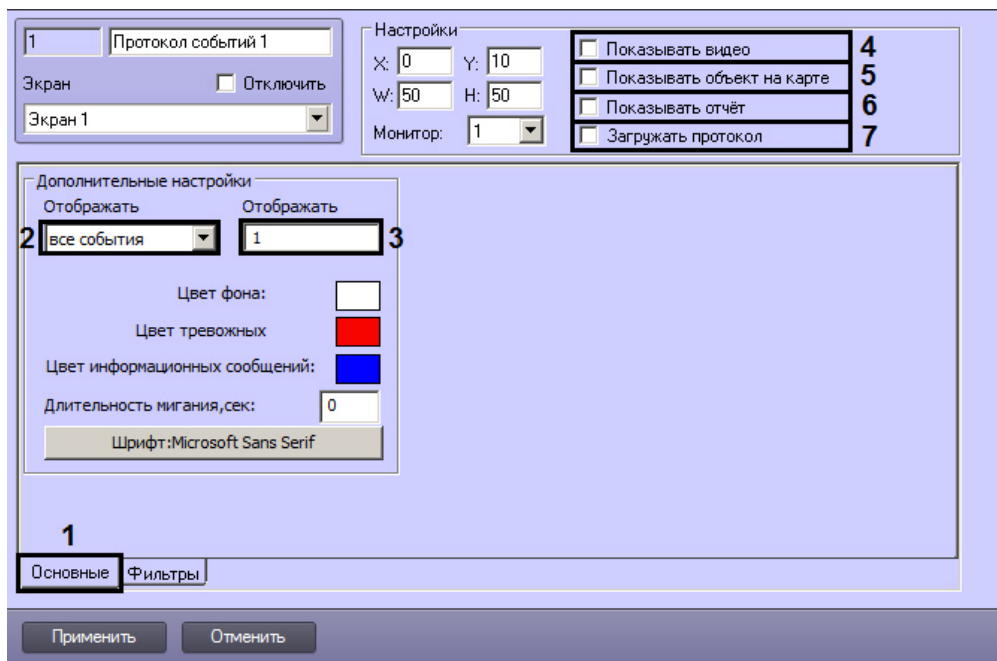 1 Протокол событий 1
Экран Отключить
Экран 1
Настройки
X: 0 Y: 10
W: 50 H: 50
Монитор: 1
Показывать видео 4
Показывать объект на карте 5
Показывать отчёт 6
Загружать протокол 7
Дополнительные настройки
Отображать Отображать
2 все события 1 3
Цвет фона:
Цвет тревожных
Цвет информационных сообщений:
Длительность мигания,сек: 0
Шрифт:Microsoft Sans Serif
1
Основные Фильтры
Применить Отменить